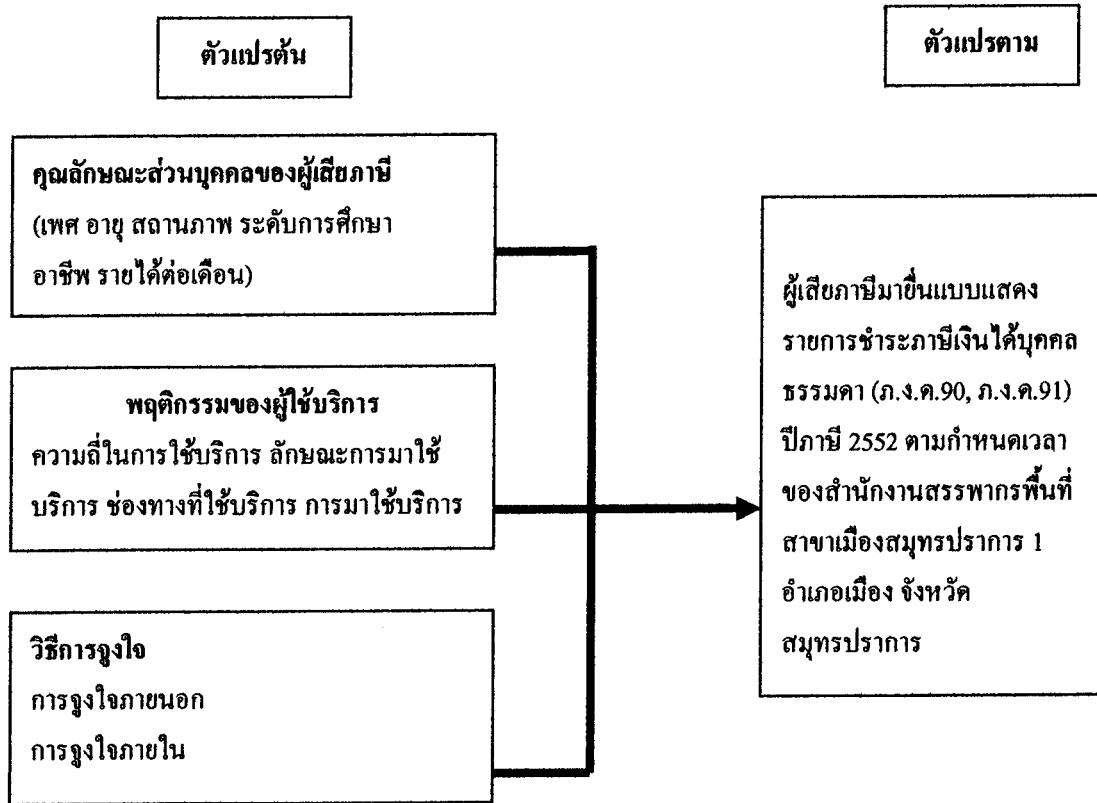 ตัวแปรต้น
ตัวแปรตาม
คุณลักษณะส่วนบุคคลของผู้เสียภาษี
(เพศ อายุ สถานภาพ ระดับการศึกษา
อาชีพ รายได้ต่อเดือน)
พฤติกรรมของผู้ใช้บริการ
ความถี่ในการใช้บริการ ลักษณะการมาใช้
บริการ ช่องทางที่ใช้บริการ การมาใช้บริการ
วิธีการจูงใจ
การจูงใจภายนอก
การจูงใจภายใน
ผู้เสียภาษีมายื่นแบบแสดง
รายการชำระภาษีเงินได้บุคคล
ธรรมดา (ภ.ง.ด.90, ภ.ง.ด.91)
ปีภาษี 2552 ตามกำหนดเวลา
ของสำนักงานสรรพากรพื้นที่
สาขาเมืองสมุทรปราการ 1
อำเภอเมือง จังหวัด
สมุทรปราการ